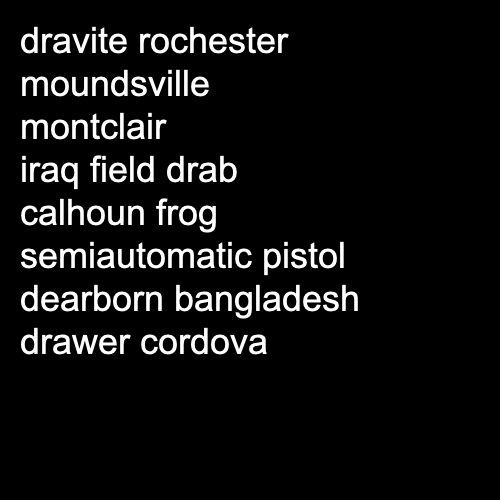 dravite rochester
moundsville
montclair
iraq field drab
calhoun frog
semiautomatic pistol
dearborn bangladesh
drawer cordova